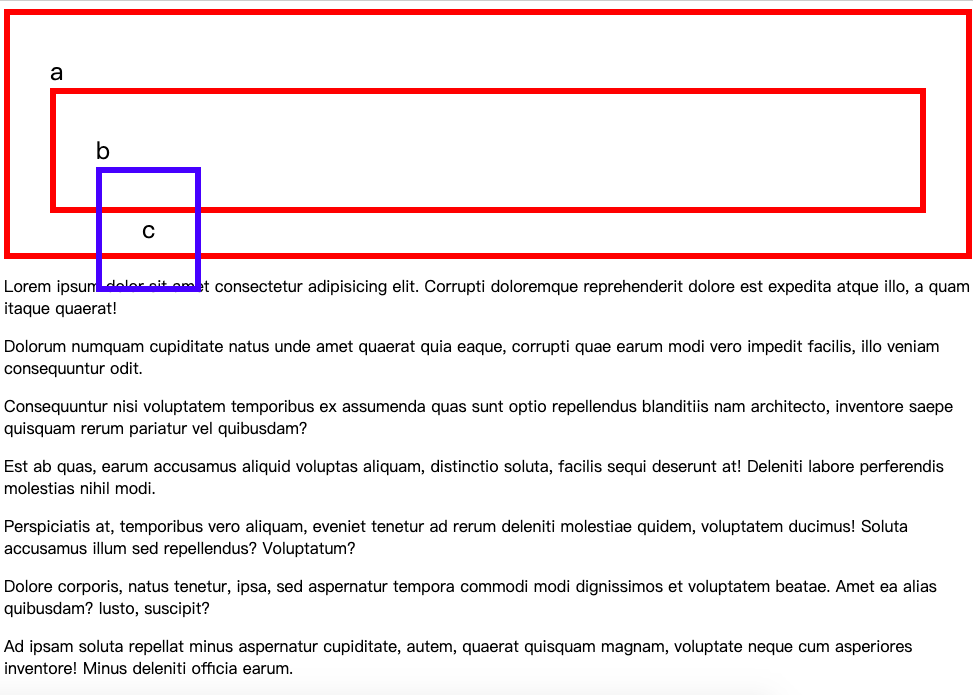 a
b
c
Lorem ipsum dolor sit amet consectetur adipisicing elit. Corrupti doloremque reprehenderit dolore est expedita atque illo, a quam
itaque quaerat!
Dolorum numquam cupiditate natus unde amet quaerat quia eaque, corrupti quae earum modi vero impedit facilis, illo veniam
consequuntur odit.
Consequuntur nisi voluptatem temporibus ex assumenda quas sunt optio repellendus blanditiis nam architecto, inventore saepe
quisquam rerum pariatur vel quibusdam?
Est ab quas, earum accusamus aliquid voluptas aliquam, distinctio soluta, facilis sequi deserunt at! Deleniti labore perferendis
molestias nihil modi.
Perspiciatis at, temporibus vero aliquam, eveniet tenetur ad rerum deleniti molestiae quidem, voluptatem ducimus! Soluta
accusamus illum sed repellendus? Voluptatum?
Dolore corporis, natus tenetur, ipsa, sed aspernatur tempora commodi modi dignissimos et voluptatem beatae. Amet ea alias
quibusdam? Iusto, suscipit?
Ad ipsam soluta repellat minus aspernatur cupiditate, autem, quaerat quisquam magnam, voluptate neque cum asperiores
inventore! Minus deleniti officia earum.